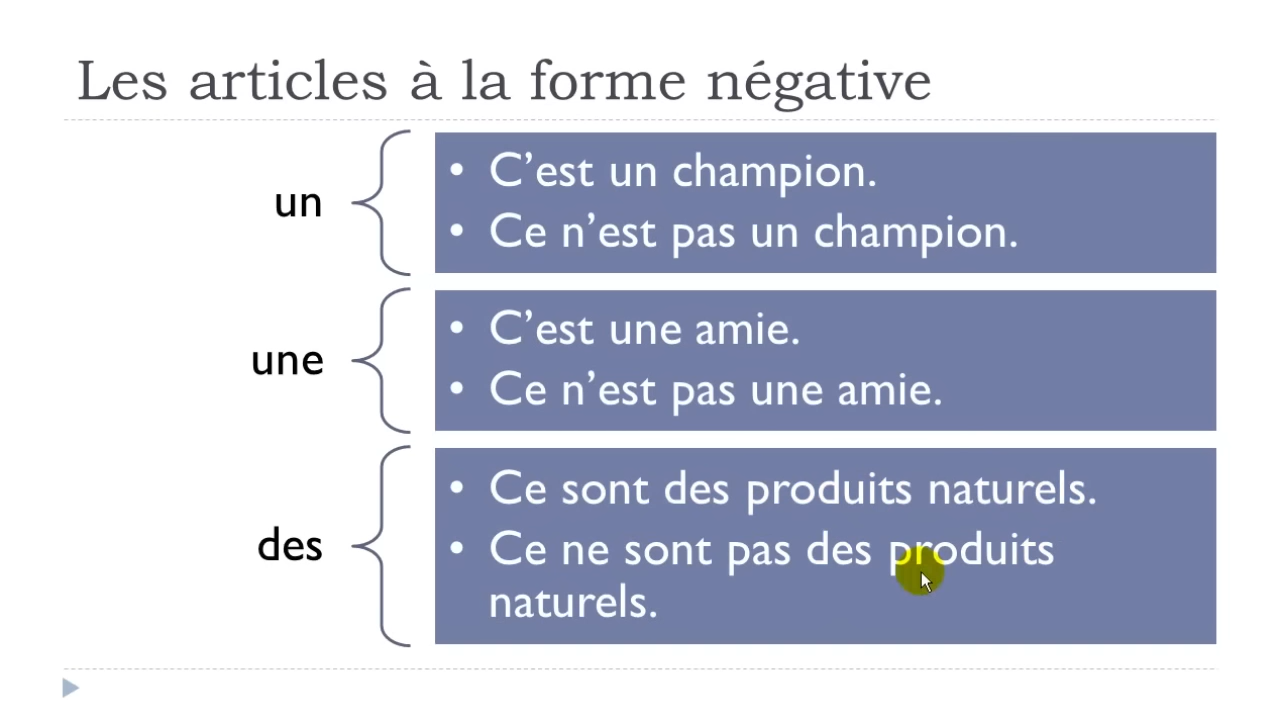 Les articles à la forme négative
un
• C’est un champion.
• Ce n’est pas un champion.
une
• C’est une amie.
• Ce n’est pas une amie.
des
• Ce sont des produits naturels.
• Ce ne sont pas des produits
naturels.